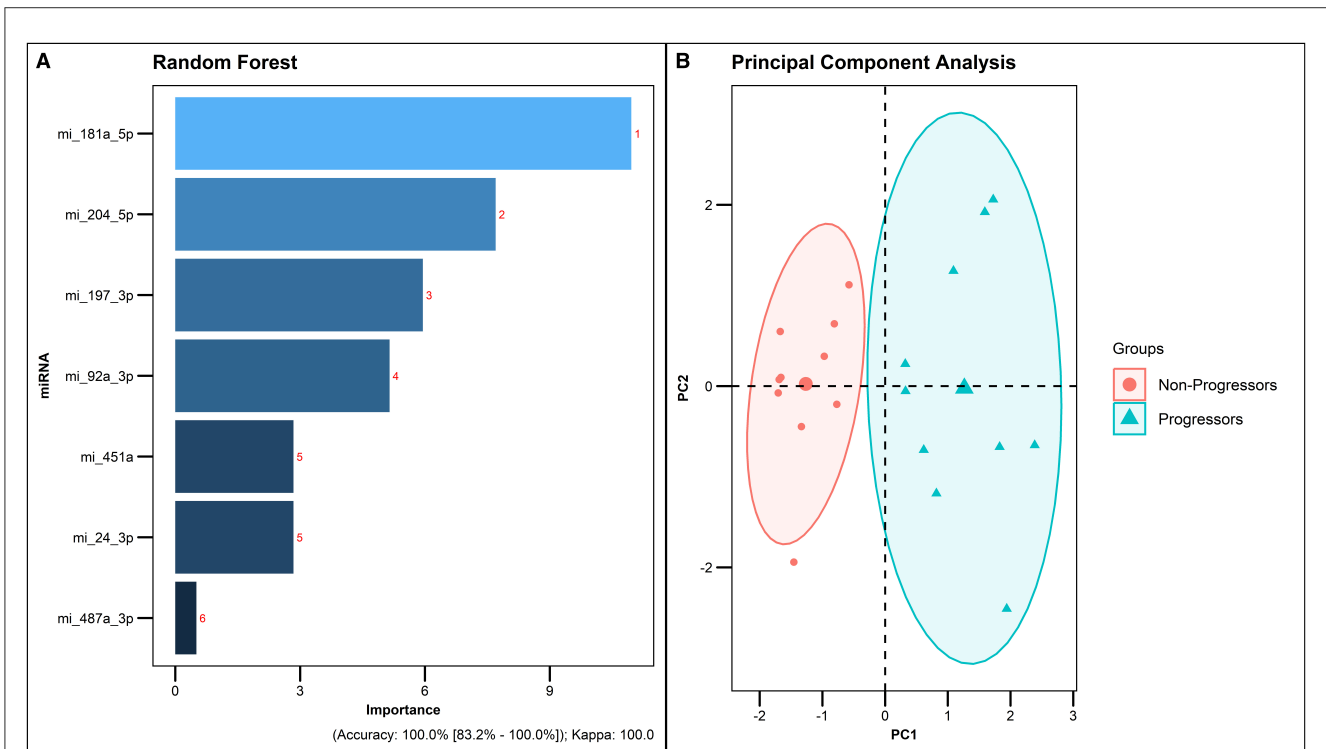 A
Random Forest
miRNA
mi_181a_5p
1
mi_204_5p
2
mi_197_3p
3
mi_92a_3p
4
mi_451a
5
mi_24_3p
5
mi_487a_3p
6
0 3 6 9
Importance
(Accuracy: 100.0% [83.2% - 100.0%]); Kappa: 100.0
B
Principal Component Analysis
PC2
2
0
-2
-2 -1 0 1 2 3
PC1
Groups
Non-Progressors
Progressors